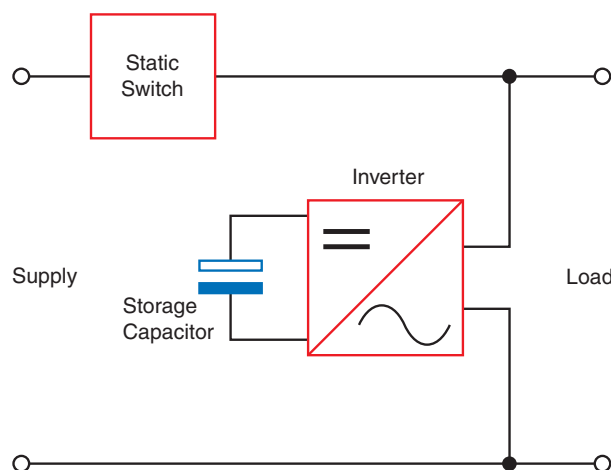 Static
Switch
Inverter
Supply
Storage
Capacitor
Load